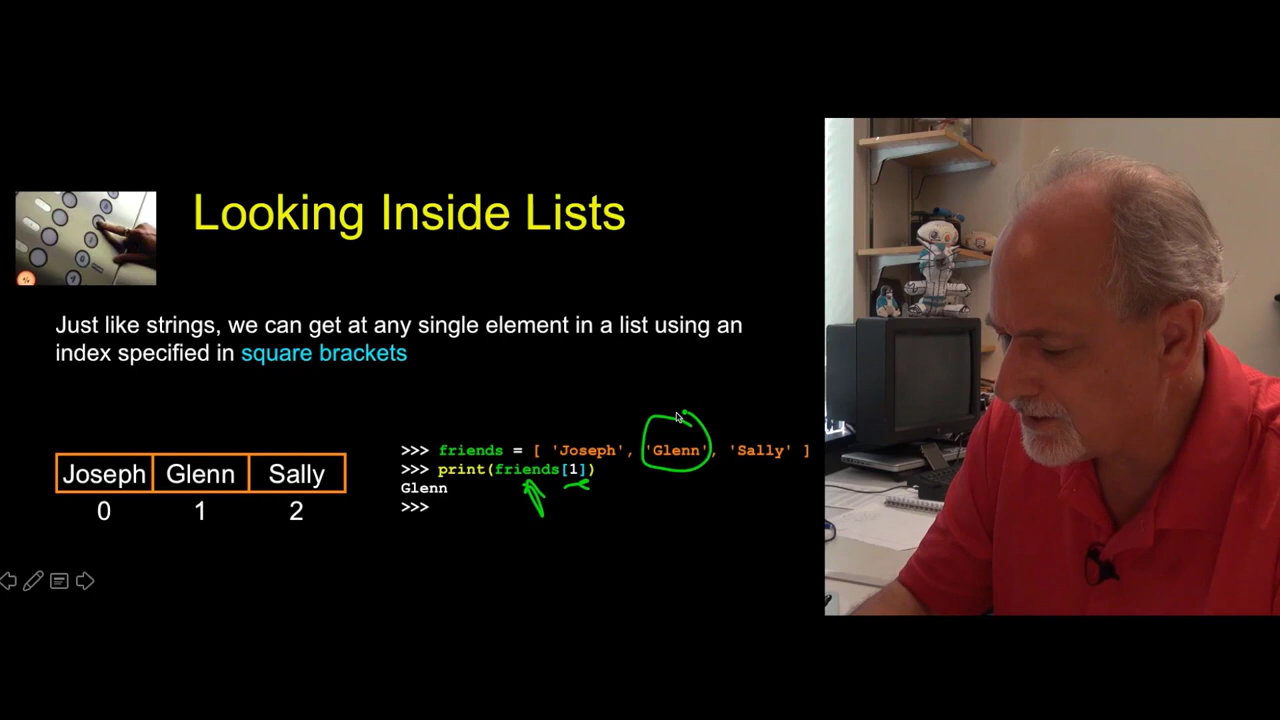 Looking Inside Lists
Just like strings, we can get at any single element in a list using an
index specified in square brackets
Joseph Glenn Sally
0 1 2
>>> friends = [ 'Joseph', 'Glenn', 'Sally' ]
>>> print(friends[1])
Glenn
>>>